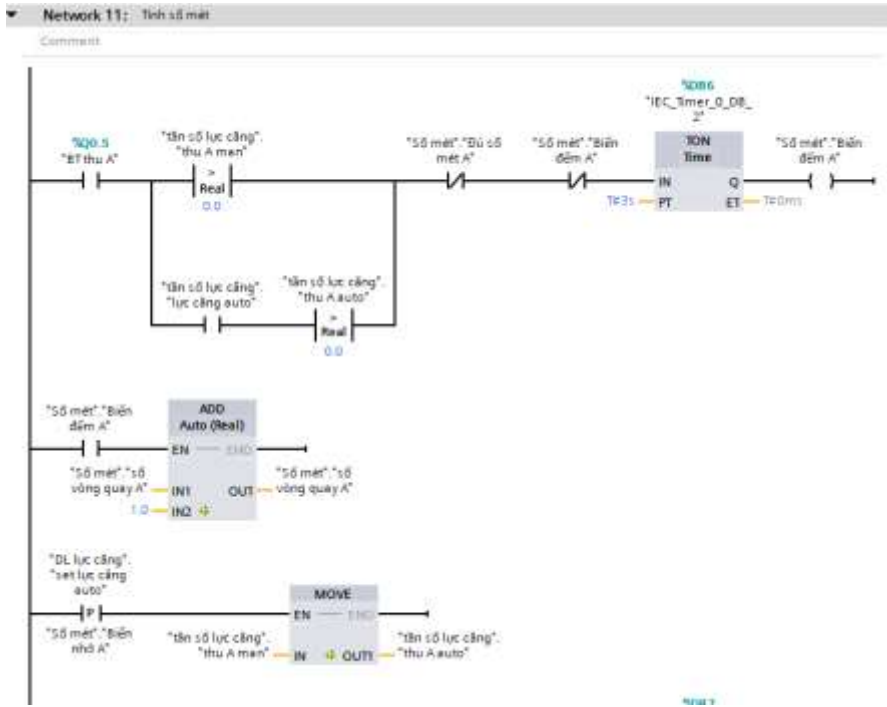 Network 11: Tính số mét
Comment
%DB6
"IEC_Timer_0_DB_
2"
%Q0.5
"BT thu A"
"tần số lực căng".
"thu A man"
>
Real
0.0
"Số mét"."Đủ số
mét A"
"Số mét"."Biến
đếm A"
TON
Time
IN
Q
T#3s
PT
ET
T#0ms
"Số mét"."Biến
đếm A"
"tần số lực căng".
"lực căng auto"
"tần số lực căng".
"thu A auto"
>
Real
0.0
"Số mét"."Biến
đếm A"
ADD
Auto (Real)
EN
ENO
"Số mét"."số
vòng quay A"
IN1
OUT
"Số mét"."số
vòng quay A"
1.0
IN2
"DL lực căng".
"set lực căng
auto"
P
"Số mét"."Biến
nhớ A"
MOVE
EN
ENO
"tần số lực căng".
"thu A man"
IN
OUT1
"tần số lực căng".
"thu A auto"